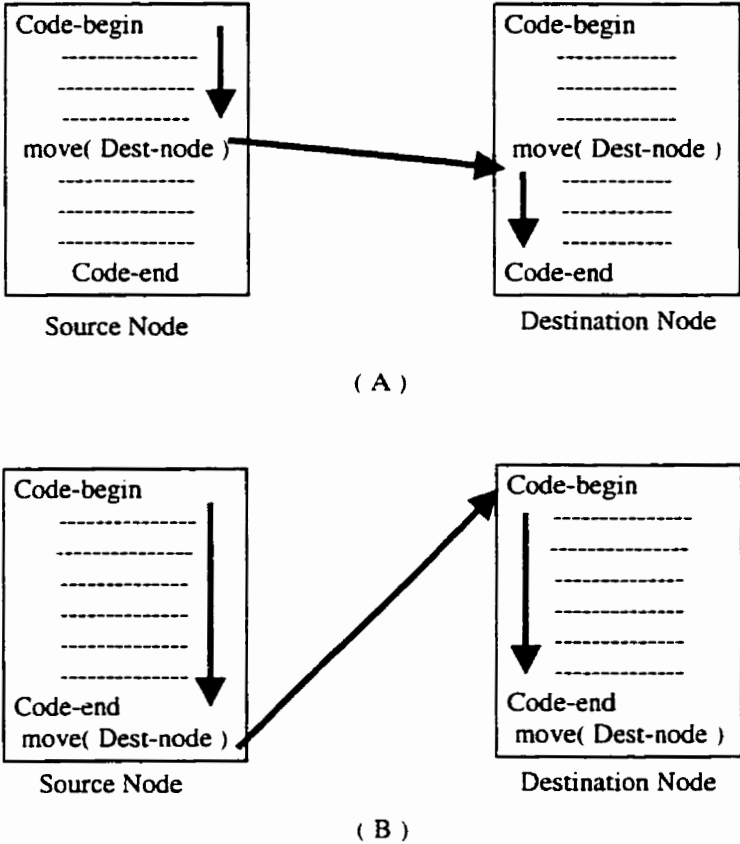 Code-begin
move( Dest-node )
Code-end
Source Node
Code-begin
move( Dest-node )
Code-end
Destination Node
( A )
Code-begin
Code-end
move( Dest-node )
Source Node
Code-begin
Code-end
move( Dest-node )
Destination Node
( B )